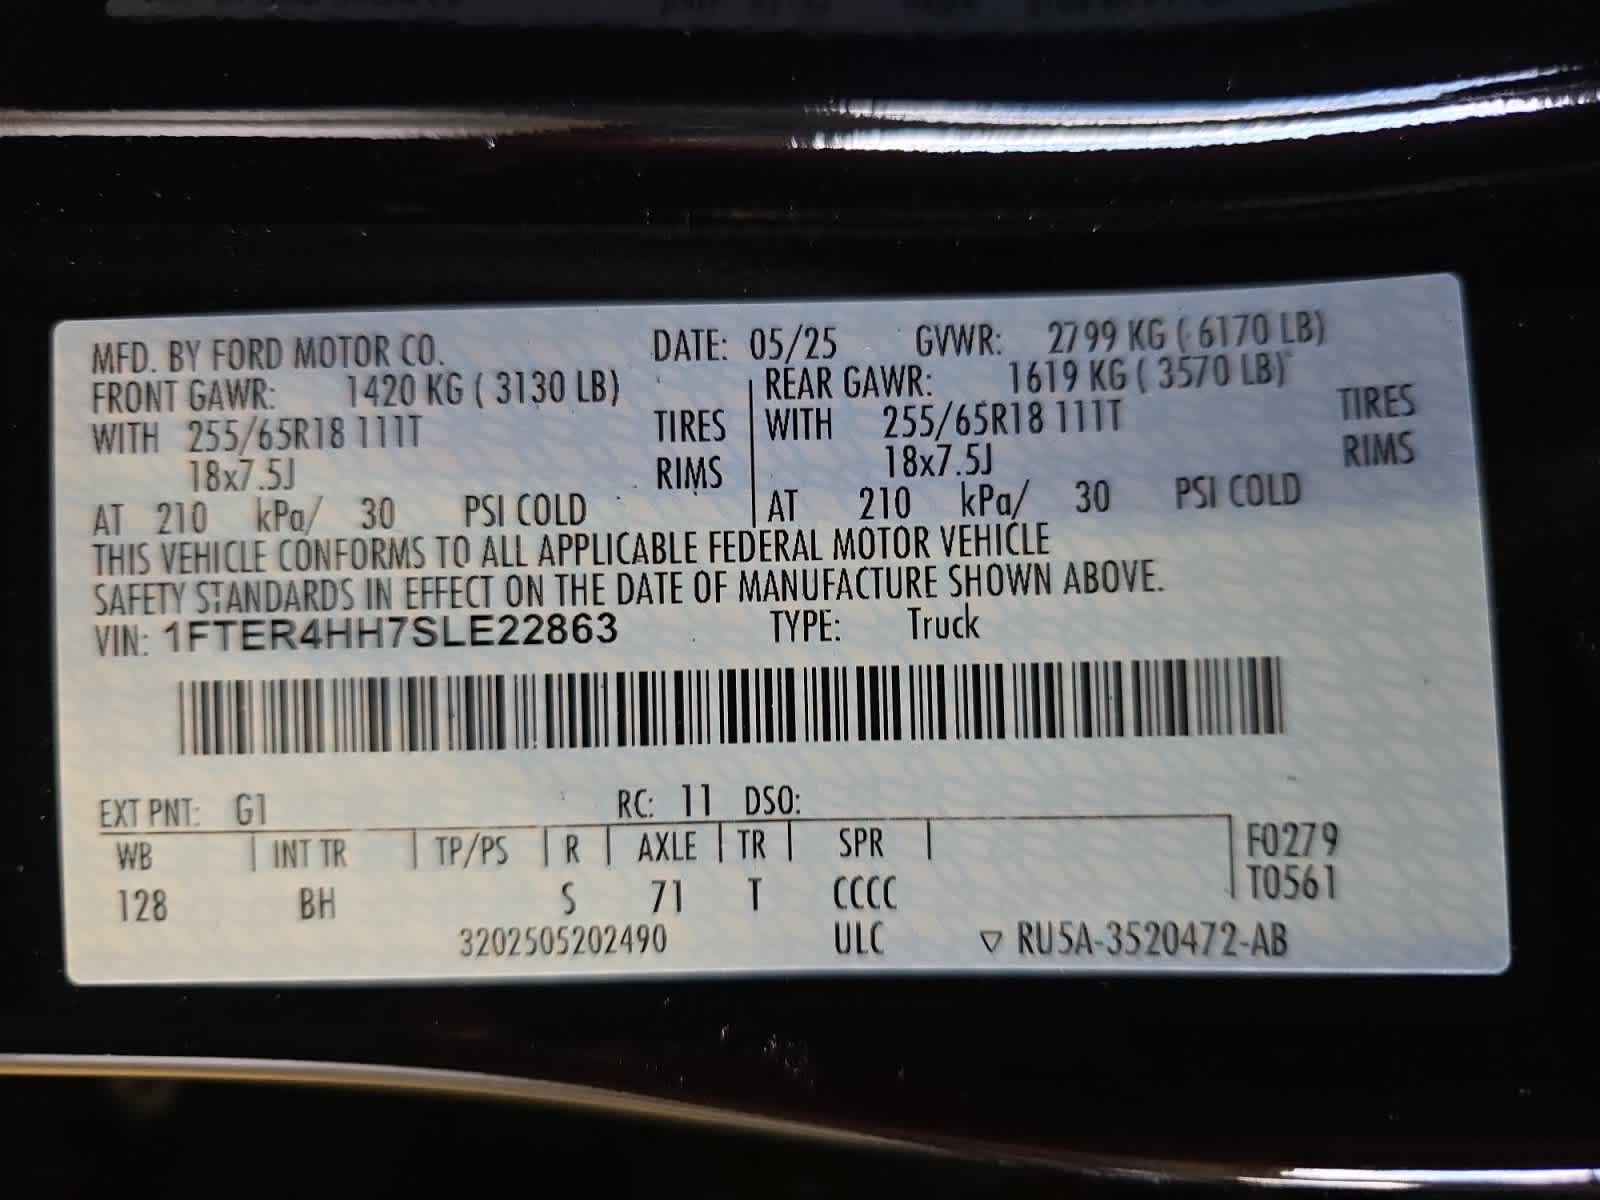 MFD. BY FORD MOTOR CO. DATE: 05/25 GVWR: 2799 KG ( 6170 LB)
FRONT GAWR: 1420 KG ( 3130 LB) REAR GAWR: 1619 KG ( 3570 LB)
WITH 255/65R18 111T TIRES WITH 255/65R18 111T TIRES
18x7.5J RIMS 18x7.5J RIMS
AT 210 kPa/ 30 PSI COLD AT 210 kPa/ 30 PSI COLD
THIS VEHICLE CONFORMS TO ALL APPLICABLE FEDERAL MOTOR VEHICLE
SAFETY STANDARDS IN EFFECT ON THE DATE OF MANUFACTURE SHOWN ABOVE.
VIN: 1FTER4HH7SLE22863 TYPE: Truck
EXT PNT: G1 RC: 11 DSO:
WB INT TR TP/PS R AXLE TR SPR F0279
128 BH S 71 T CCCC T0561
3202505202490 ULC ▽ RU5A-3520472-AB